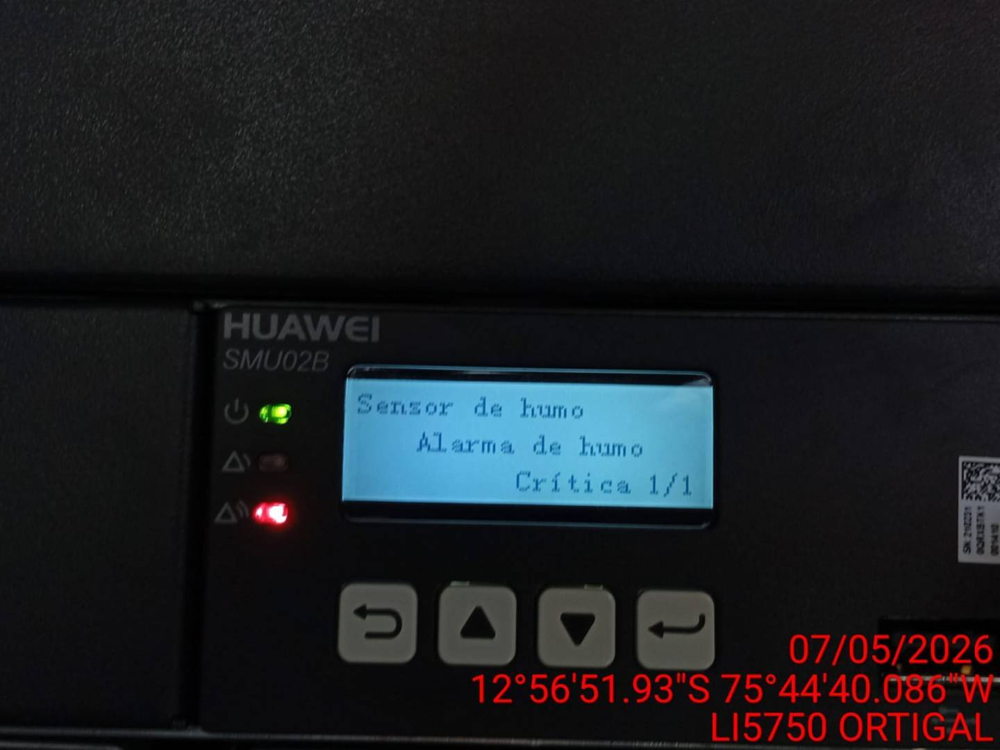 HUAWEI
SMU02B
Sensor de humo
Alarma de humo
Crítica 1/1
07/05/2026
12°56'51.93"S 75°44'40.086"W
LI5750 ORTIGAL